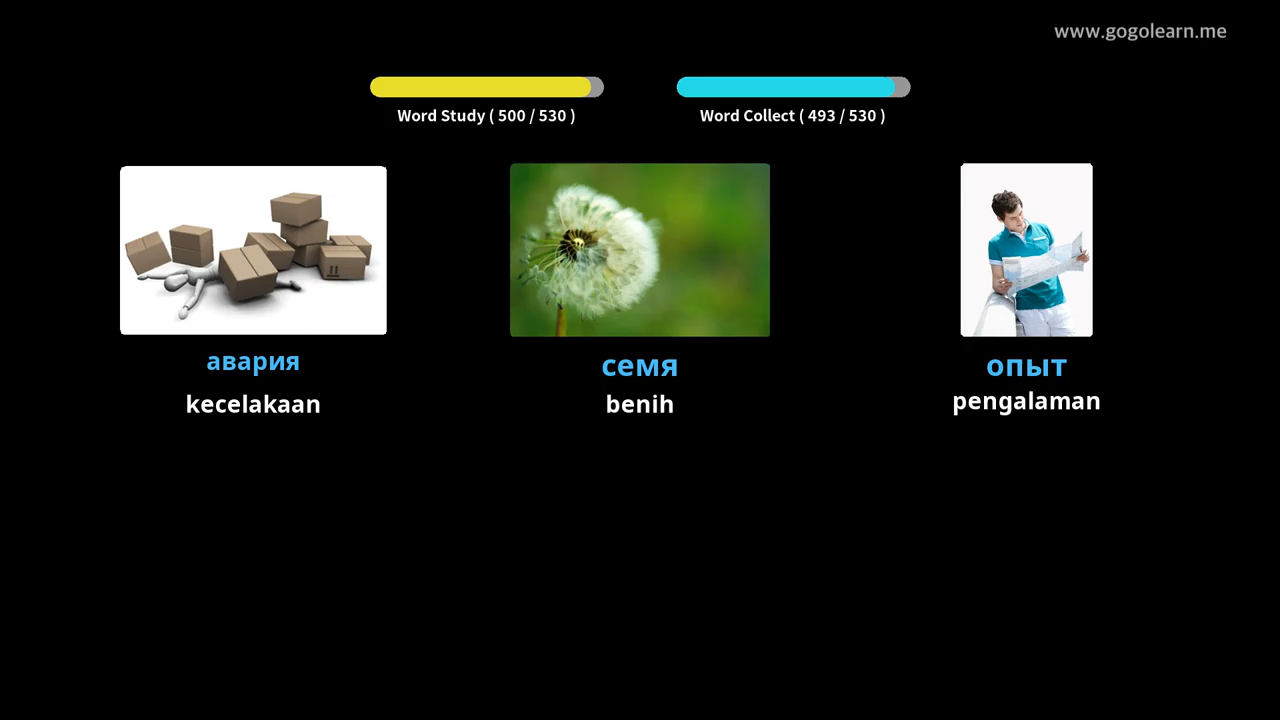 www.gogolearn.me
Word Study ( 500 / 530 )
Word Collect ( 493 / 530 )
авария
kecelakaan
семя
benih
опыт
pengalaman